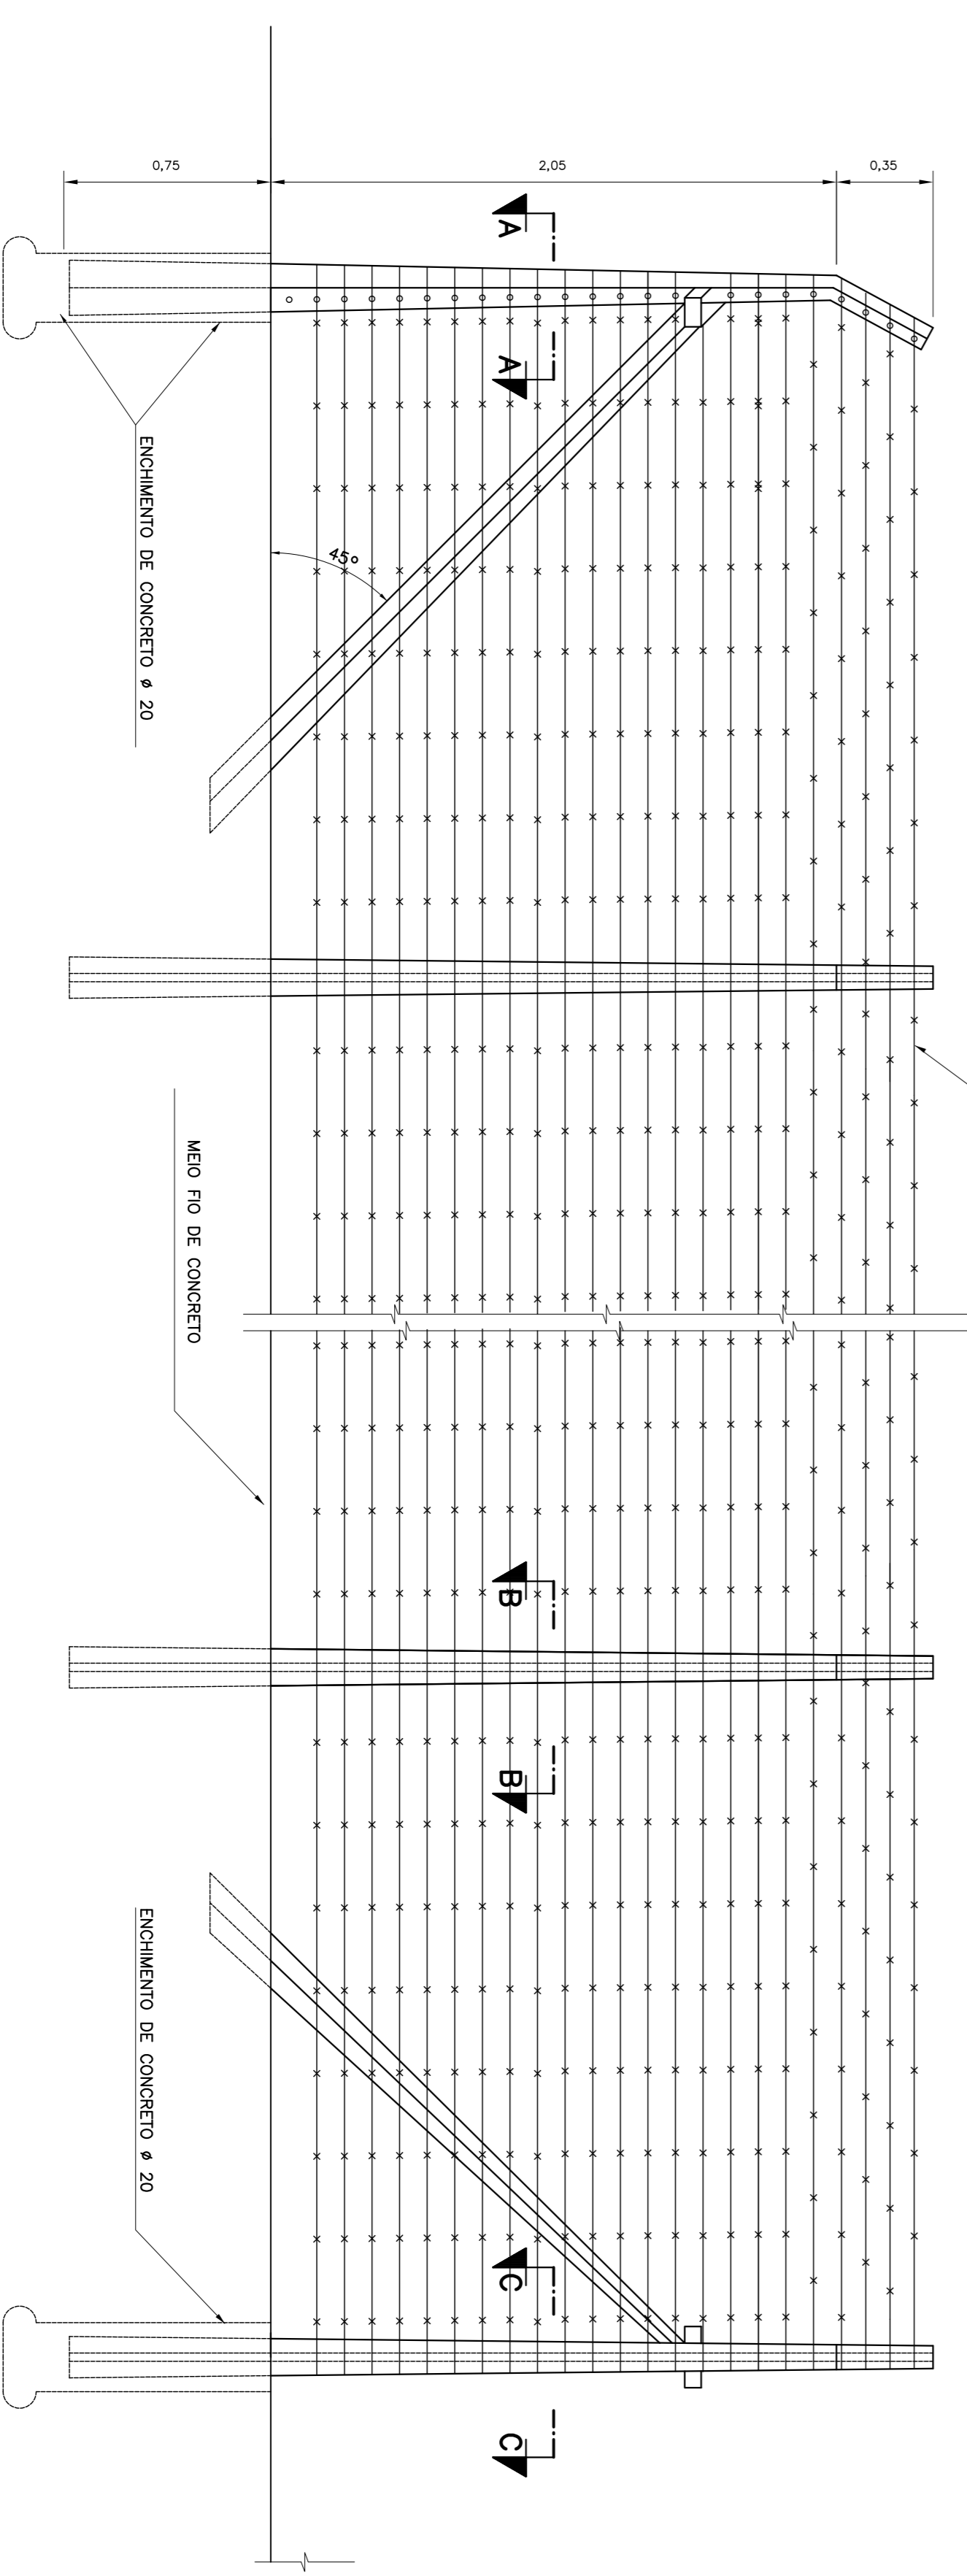 0,75
2,05
0,35
A
A
ENCHIMENTO DE CONCRETO ø 20
45°
MEIO FIO DE CONCRETO
B
B
ENCHIMENTO DE CONCRETO ø 20
C
C